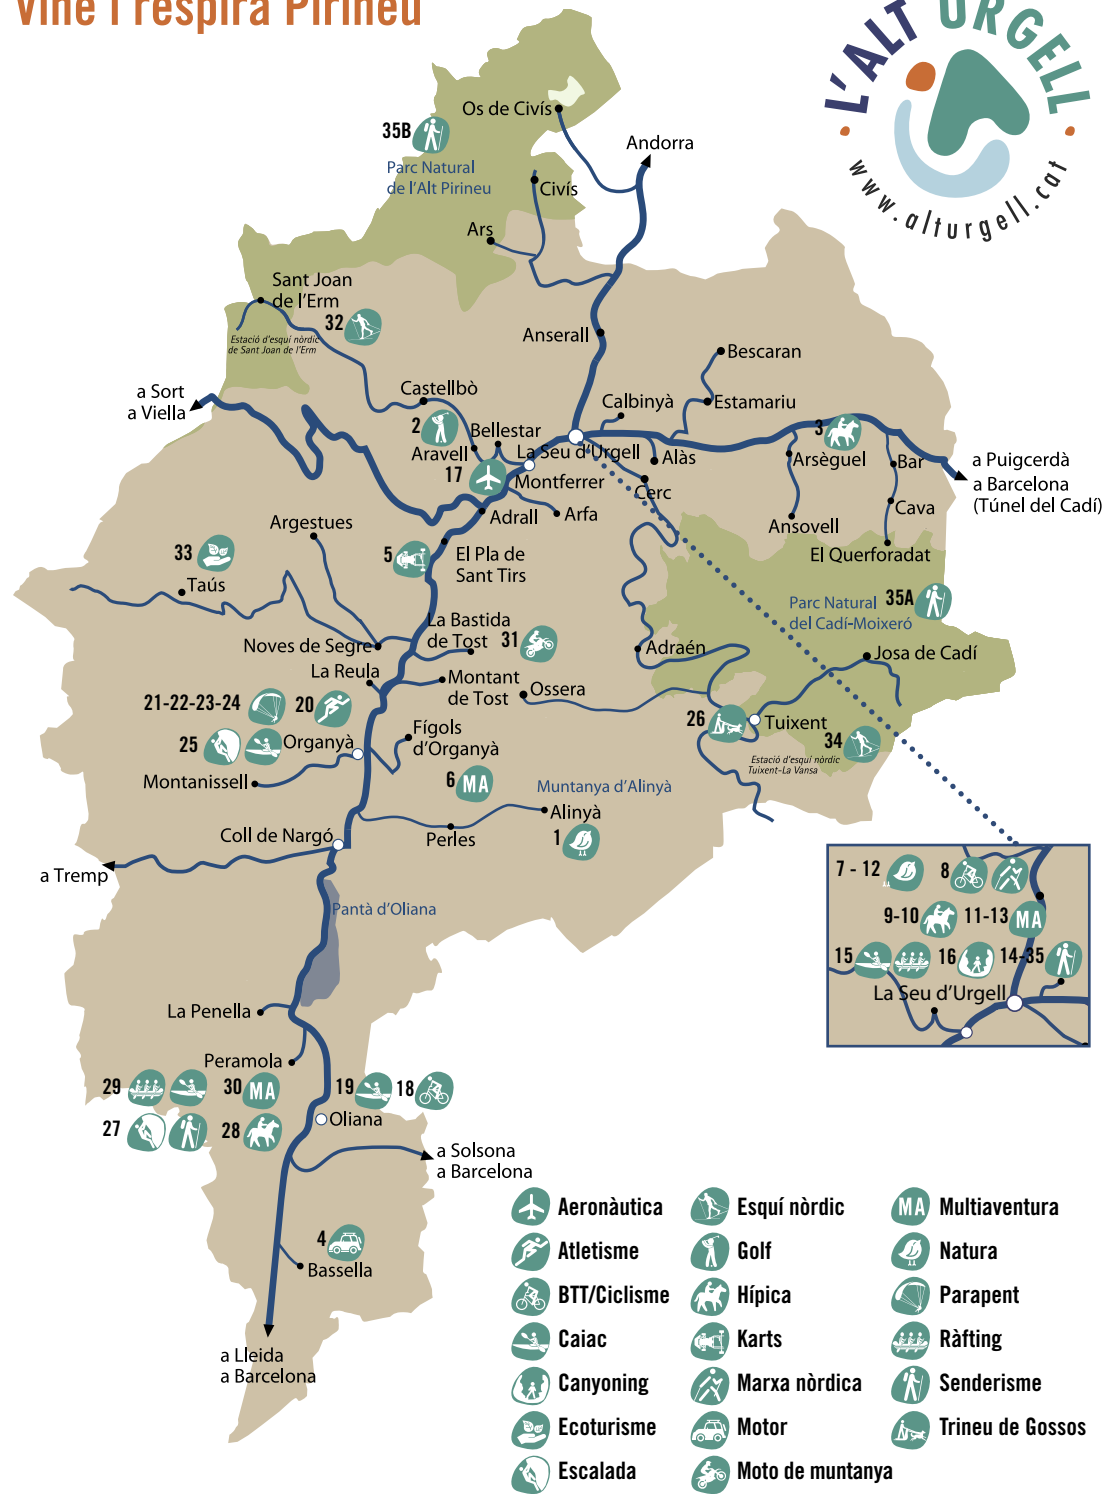 Vine i respira Pirineu
L'ALT URGELL
www.alturgell.cat
Os de Civís
35B
Andorra
Parc Natural
de l'Alt Pirineu
Civís
Ars
Sant Joan
de l'Erm
32
Estació d'esquí nòrdic
de Sant Joan de l'Erm
Anserall
Bescaran
a Sort
a Viella
Castellbò
Calbinyà
Estamariu
2
Bellestar
3
Aravell
La Seu d'Urgell
Alàs
Arsèguel
Bar
a Puigcerdà
a Barcelona
(Túnel del Cadí)
17
Montferrer
Cerc
Adrall
Arfa
Ansovell
Cava
Argestues
El Querforadat
33
5
El Pla de
Sant Tirs
Taús
Parc Natural
del Cadí-Moixeró
35A
La Bastida
de Tost
31
Noves de Segre
Adraén
Josa de Cadí
La Reula
Montant
de Tost
Ossera
21-22-23-24
20
26
Tuixent
Fígols
d'Organyà
25
Organyà
34
Estació d'esquí nòrdic
Tuixent-La Vansa
Montanissell
6
MA
Muntanya d'Alinyà
Alinyà
Coll de Nargó
Perles
1
a Tremp
7 - 12
8
Pantà d'Oliana
9-10
11-13
MA
15
16
14-35
La Seu d'Urgell
La Penella
Peramola
29
30
MA
19
18
27
28
Oliana
a Solsona
a Barcelona
4
Bassella
a Lleida
a Barcelona
Aeronàutica
Atletisme
BTT/Ciclisme
Caiac
Canyoning
Ecoturisme
Escalada
Esquí nòrdic
Golf
Hípica
Karts
Marxa nòrdica
Motor
Moto de muntanya
MA Multiaventura
Natura
Parapent
Ràfting
Senderisme
Trineu de Gossos